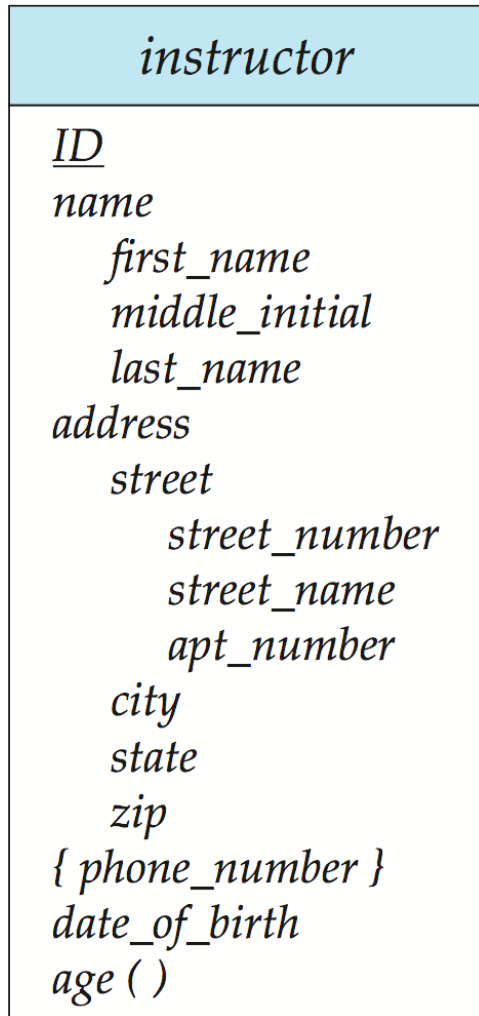 instructor
ID
name
first_name
middle_initial
last_name
address
street
street_number
street_name
apt_number
city
state
zip
{ phone_number }
date_of_birth
age ( )